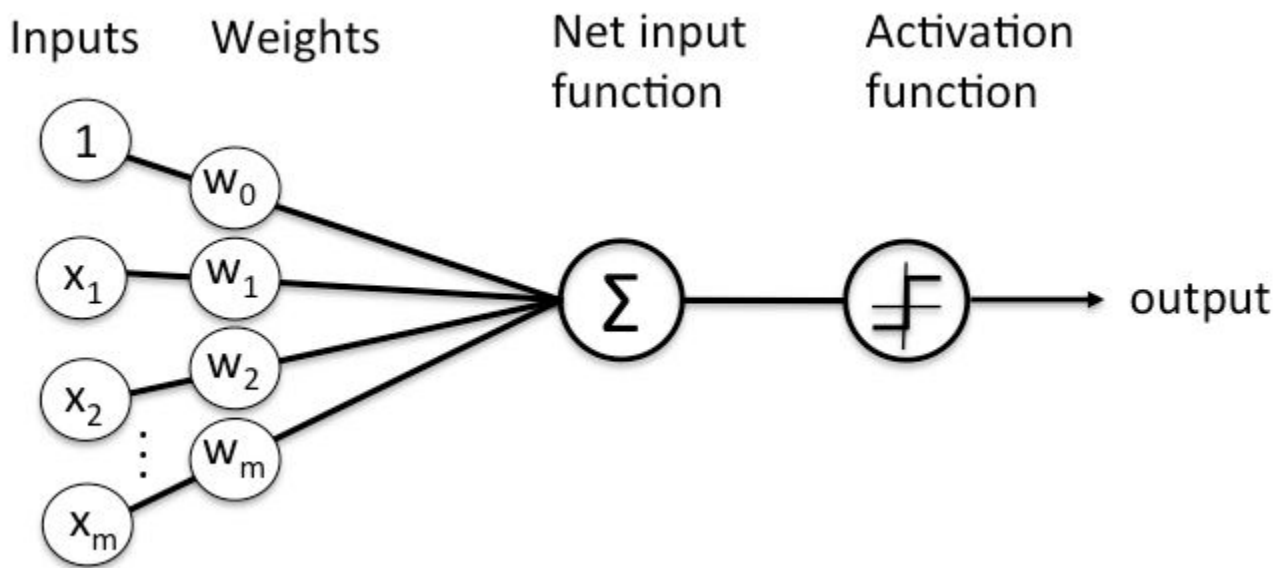 Inputs
Weights
Net input
function
Activation
function
1
w₀
x₁
w₁
x₂
w₂
⋮
xₘ
wₘ
Σ
output